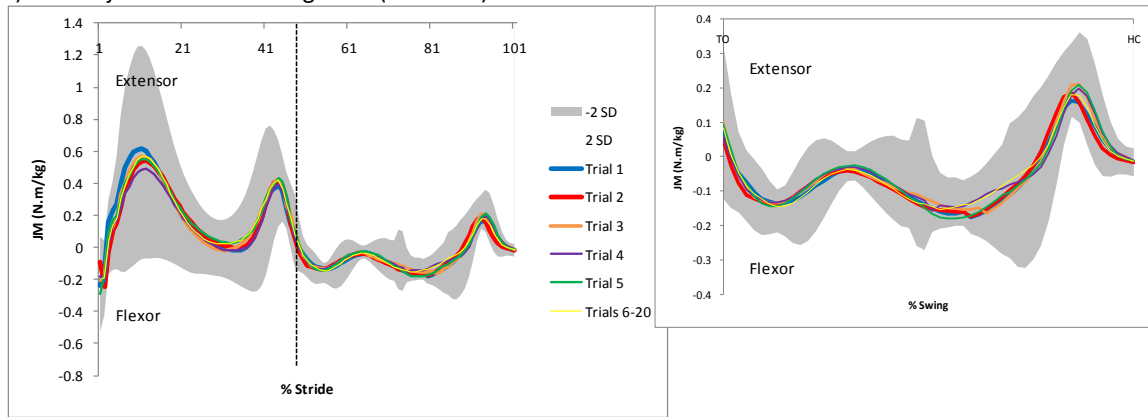 1.4
1.2
1
0.8
0.6
0.4
0.2
0
-0.2
-0.4
-0.6
-0.8
1
21
41
61
81
101
Extensor
Flexor
JM (N.m/kg)
% Stride
-2 SD
2 SD
Trial 1
Trial 2
Trial 3
Trial 4
Trial 5
Trials 6-20
0.4
0.3
0.2
0.1
0
-0.1
-0.2
-0.3
-0.4
TO
HC
Extensor
Flexor
JM (N.m/kg)
% Swing